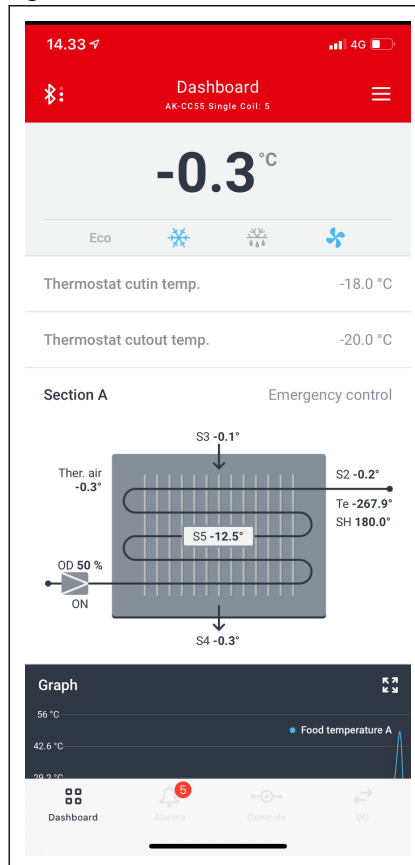 14.33
4G
Dashboard
AK-CC55 Single Coil: 5
-0.3 °C
Eco
Thermostat cutin temp. -18.0 °C
Thermostat cutout temp. -20.0 °C
Section A Emergency control
S3 -0.1°
Ther. air
-0.3°
S2 -0.2°
Te -267.9°
SH 180.0°
S5 -12.5°
OD 50 %
ON
S4 -0.3°
Graph
56 °C
Food temperature A
42.6 °C
29.2 °C
5
Dashboard Alarms Controls I/O